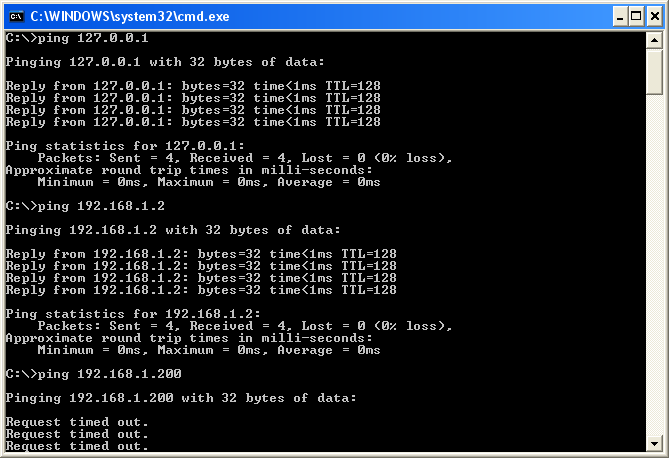 C:\WINDOWS\system32\cmd.exe
C:\>ping 127.0.0.1
Pinging 127.0.0.1 with 32 bytes of data:
Reply from 127.0.0.1: bytes=32 time<1ms TTL=128
Reply from 127.0.0.1: bytes=32 time<1ms TTL=128
Reply from 127.0.0.1: bytes=32 time<1ms TTL=128
Reply from 127.0.0.1: bytes=32 time<1ms TTL=128
Ping statistics for 127.0.0.1:
    Packets: Sent = 4, Received = 4, Lost = 0 (0% loss),
Approximate round trip times in milli-seconds:
    Minimum = 0ms, Maximum = 0ms, Average = 0ms
C:\>ping 192.168.1.2
Pinging 192.168.1.2 with 32 bytes of data:
Reply from 192.168.1.2: bytes=32 time<1ms TTL=128
Reply from 192.168.1.2: bytes=32 time<1ms TTL=128
Reply from 192.168.1.2: bytes=32 time<1ms TTL=128
Reply from 192.168.1.2: bytes=32 time<1ms TTL=128
Ping statistics for 192.168.1.2:
    Packets: Sent = 4, Received = 4, Lost = 0 (0% loss),
Approximate round trip times in milli-seconds:
    Minimum = 0ms, Maximum = 0ms, Average = 0ms
C:\>ping 192.168.1.200
Pinging 192.168.1.200 with 32 bytes of data:
Request timed out.
Request timed out.
Request timed out.